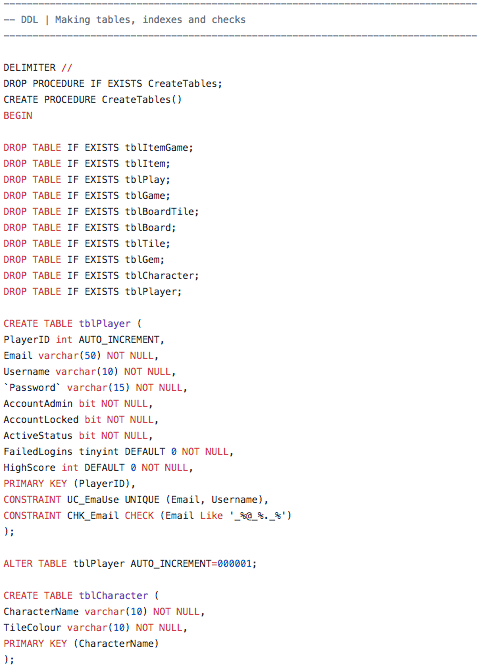 --------------------------------------------------------------------------------
-- DDL | Making tables, indexes and checks
--------------------------------------------------------------------------------
DELIMITER //
DROP PROCEDURE IF EXISTS CreateTables;
CREATE PROCEDURE CreateTables()
BEGIN
DROP TABLE IF EXISTS tblItemGame;
DROP TABLE IF EXISTS tblItem;
DROP TABLE IF EXISTS tblPlay;
DROP TABLE IF EXISTS tblGame;
DROP TABLE IF EXISTS tblBoardTile;
DROP TABLE IF EXISTS tblBoard;
DROP TABLE IF EXISTS tblTile;
DROP TABLE IF EXISTS tblGem;
DROP TABLE IF EXISTS tblCharacter;
DROP TABLE IF EXISTS tblPlayer;
CREATE TABLE tblPlayer (
PlayerID int AUTO_INCREMENT,
Email varchar(50) NOT NULL,
Username varchar(10) NOT NULL,
`Password` varchar(15) NOT NULL,
AccountAdmin bit NOT NULL,
AccountLocked bit NOT NULL,
ActiveStatus bit NOT NULL,
FailedLogins tinyint DEFAULT 0 NOT NULL,
HighScore int DEFAULT 0 NOT NULL,
PRIMARY KEY (PlayerID),
CONSTRAINT UC_EmaUse UNIQUE (Email, Username),
CONSTRAINT CHK_Email CHECK (Email Like '_%@_%._%')
);
ALTER TABLE tblPlayer AUTO_INCREMENT=000001;
CREATE TABLE tblCharacter (
CharacterName varchar(10) NOT NULL,
TileColour varchar(10) NOT NULL,
PRIMARY KEY (CharacterName)
);